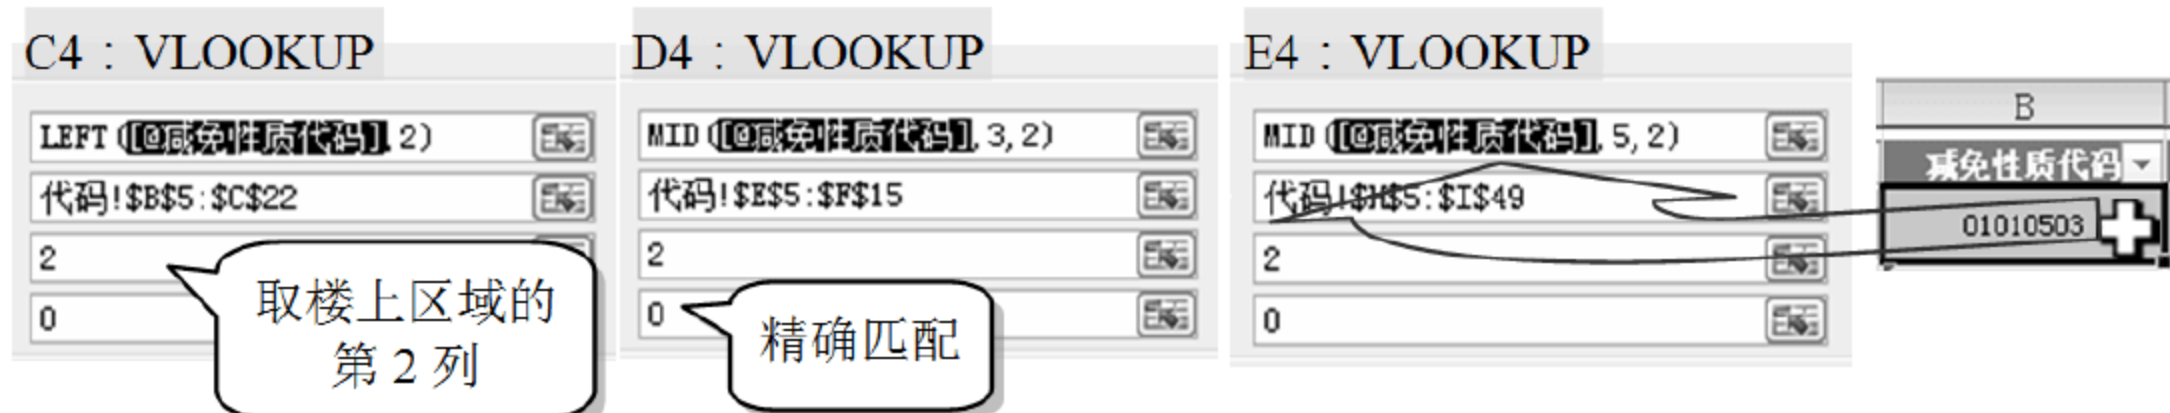 C4：VLOOKUP
LEFT([@减免性质代码],2)
代码!$B$5:$C$22
2
0
取楼上区域的
第2列
D4：VLOOKUP
MID([@减免性质代码],3,2)
代码!$E$5:$F$15
2
0
精确匹配
E4：VLOOKUP
MID([@减免性质代码],5,2)
代码!$H$5:$I$49
2
0
B
减免性质代码
01010503